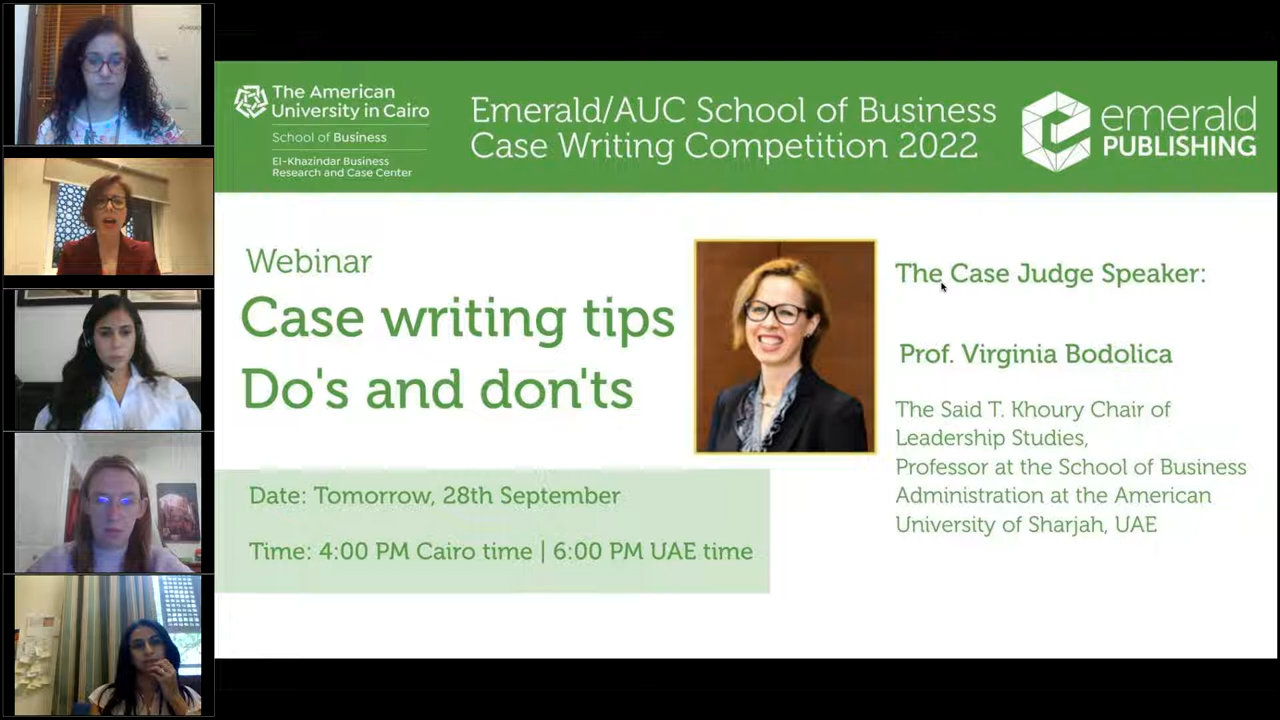 The American
University in Cairo
School of Business
El-Khazindar Business
Research and Case Center
Emerald/AUC School of Business
Case Writing Competition 2022
emerald
PUBLISHING
Webinar
Case writing tips
Do's and don'ts
Date: Tomorrow, 28th September
Time: 4:00 PM Cairo time | 6:00 PM UAE time
The Case Judge Speaker:
Prof. Virginia Bodolica
The Said T. Khoury Chair of
Leadership Studies,
Professor at the School of Business
Administration at the American
University of Sharjah, UAE